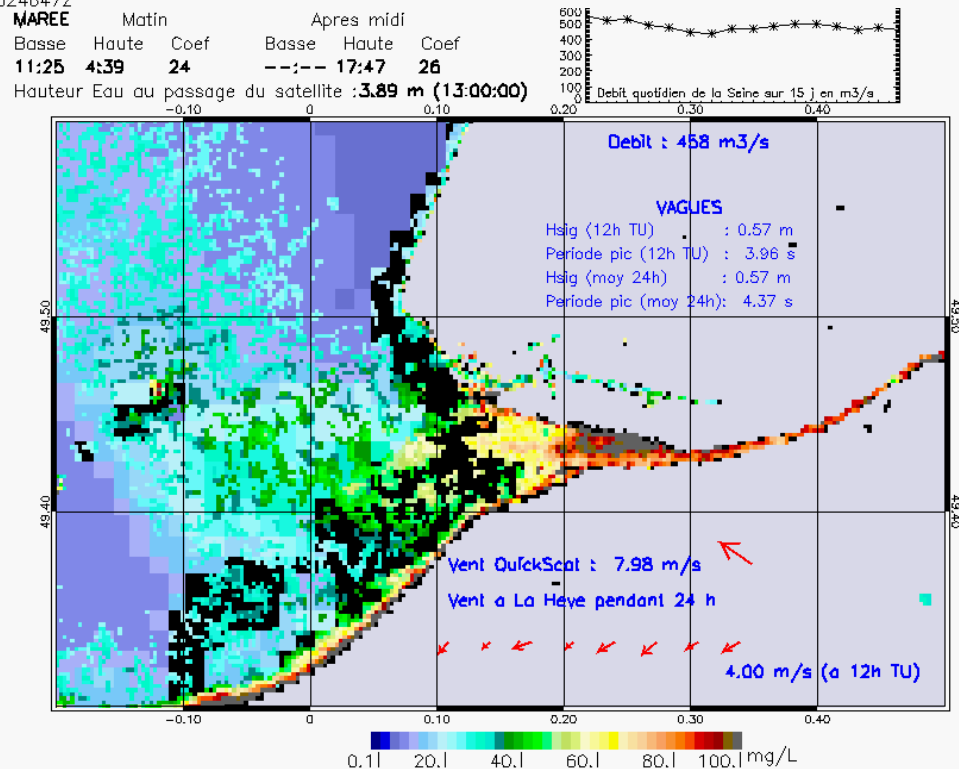 MAREE Matin Apres midi
Basse Haute Coef Basse Haute Coef
11:25 4:39 24 --:-- 17:47 26
Hauteur Eau au passage du satellite :3.89 m (13:00:00)
600
500
400
300
200
100
0
Debit quotidien de la Seine sur 15 j en m3/s
-0.10 0 0.10 0.20 0.30 0.40
Debit : 458 m3/s
VAGUES
Hsig (12h TU) : 0.57 m
Periode pic (12h TU) : 3.96 s
Hsig (moy 24h) : 0.57 m
Periode pic (moy 24h): 4.37 s
49.50 49.50
49.40 49.40
Vent QuickScat : 7.98 m/s
Vent a La Heve pendant 24 h
4.00 m/s (a 12h TU)
-0.10 0 0.10 0.20 0.30 0.40
0.1| 20.| 40.| 60.| 80.| 100.| mg/L